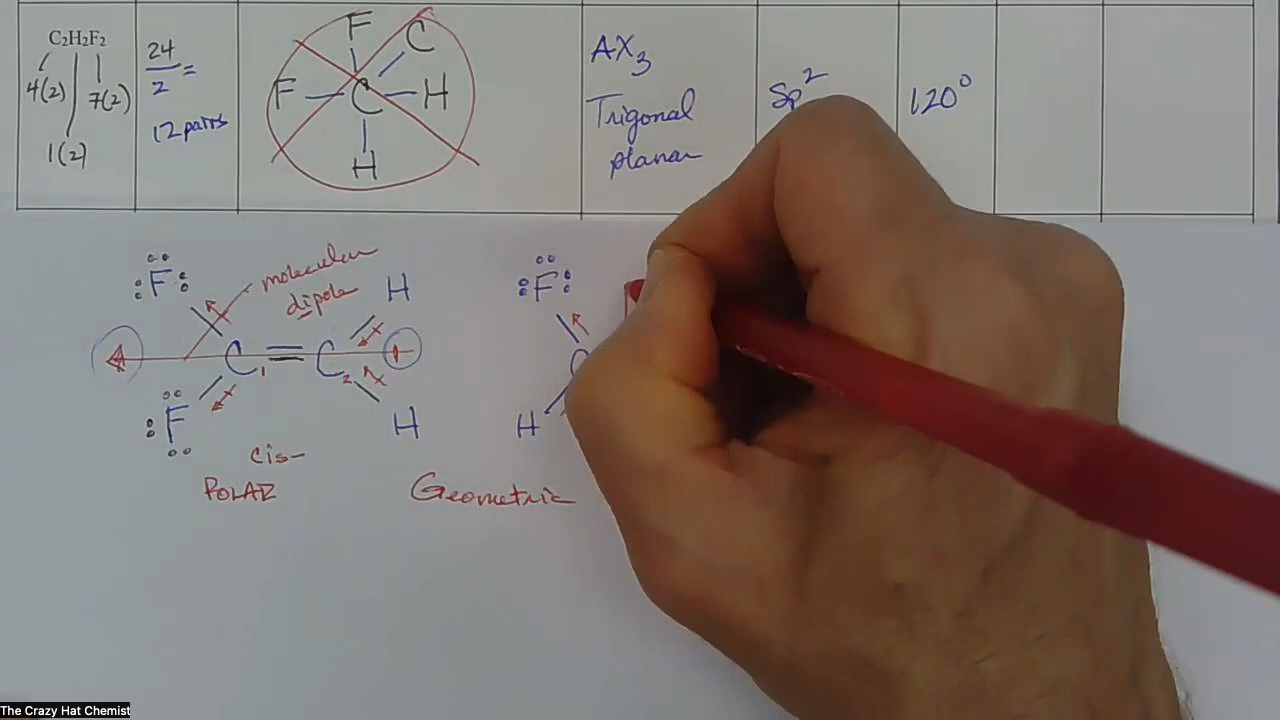 C₂H₂F₂
4(2)
7(2)
1(2)
24
2
=
12 pairs
F
C
F
C
H
H
AX₃
Trigonal
planar
Sp²
120°
F
molecular
dipole
H
C₁
C₂
F
H
cis-
POLAR
F
C
H
Geometric
The Crazy Hat Chemist